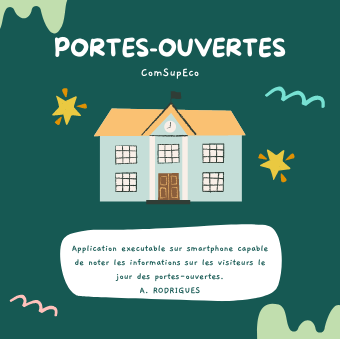 PORTES-OUVERTES
ComSupEco
Application executable sur smartphone capable
de noter les informations sur les visiteurs le
jour des portes-ouvertes.
A. RODRIGUES